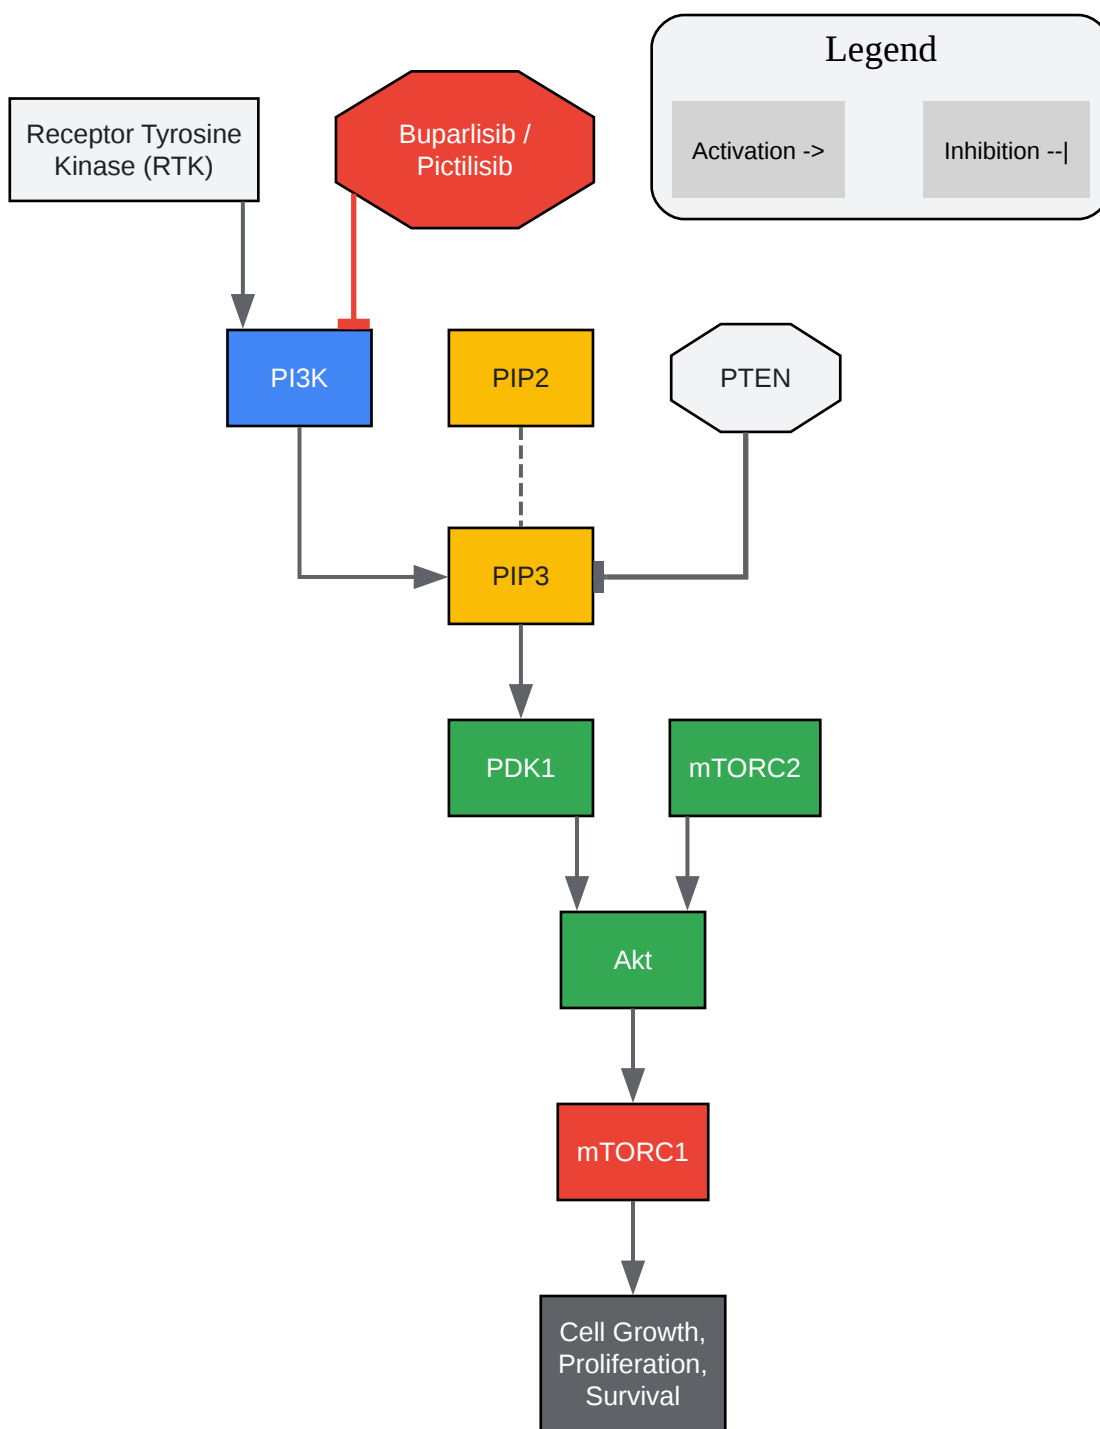 Legend
Activation ->
Inhibition --|
Receptor Tyrosine
Kinase (RTK)
Buparlisib /
Pictilisib
PI3K
PIP2
PTEN
PIP3
PDK1
mTORC2
Akt
mTORC1
Cell Growth,
Proliferation,
Survival